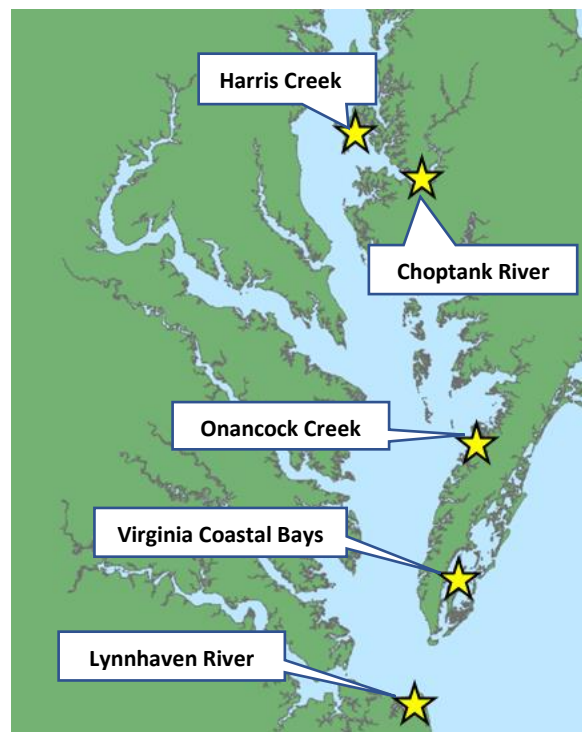 Harris Creek
Choptank River
Onancock Creek
Virginia Coastal Bays
Lynnhaven River